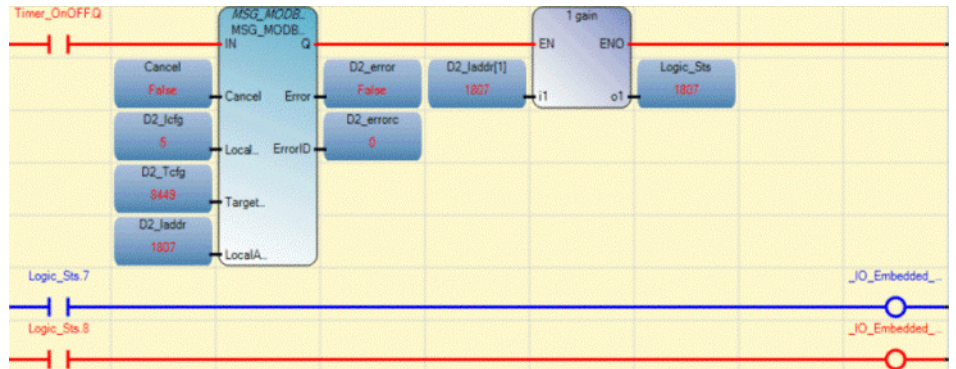 Timer_OnOFF.Q
MSG_MODB..
MSG_MODB..
IN Q
1 gain
EN ENO
Cancel
False
Cancel Error
D2_error
False
D2_laddr[1]
1807
i1 o1
Logic_Sts
1807
D2_lcfg
5
Local.. ErrorID
D2_errorc
0
D2_Tcfg
8449
Target..
D2_laddr
1807
LocalA..
Logic_Sts.7
_IO_Embedded_...
Logic_Sts.8
_IO_Embedded_...